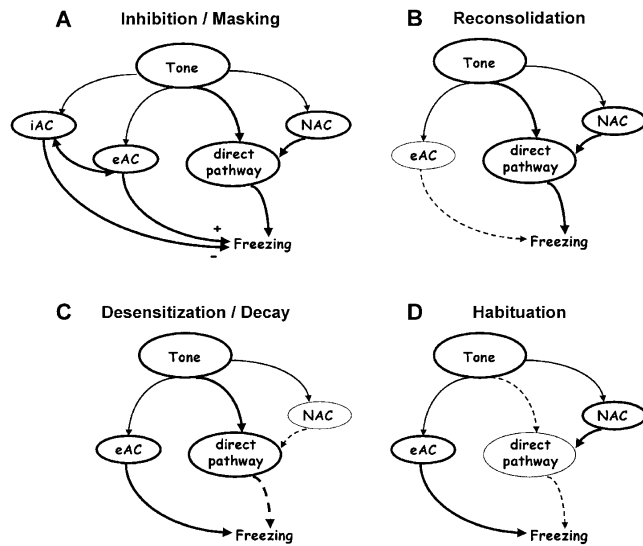 A Inhibition / Masking
Tone
iAC
eAC
direct
pathway
NAC
+
-
Freezing
B Reconsolidation
Tone
eAC
direct
pathway
NAC
Freezing
C Desensitization / Decay
Tone
eAC
direct
pathway
NAC
Freezing
D Habituation
Tone
eAC
direct
pathway
NAC
Freezing